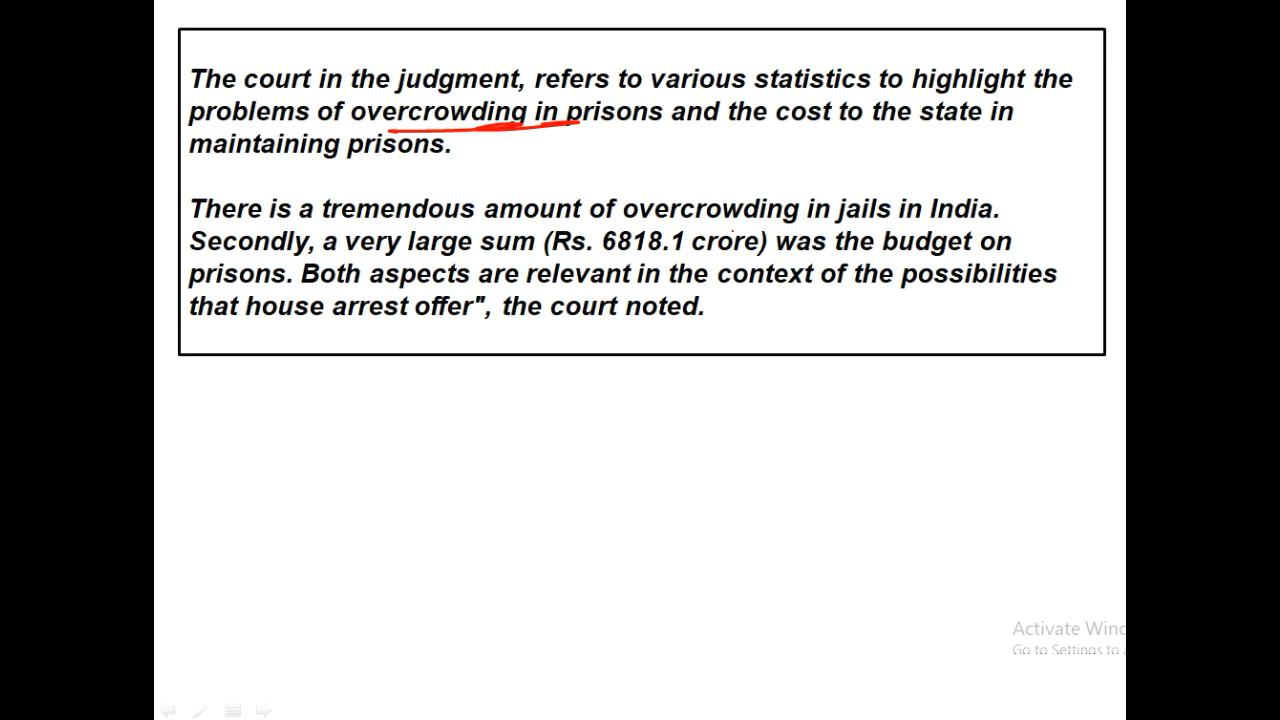 The court in the judgment, refers to various statistics to highlight the
problems of overcrowding in prisons and the cost to the state in
maintaining prisons.
There is a tremendous amount of overcrowding in jails in India.
Secondly, a very large sum (Rs. 6818.1 crore) was the budget on
prisons. Both aspects are relevant in the context of the possibilities
that house arrest offer", the court noted.
Activate Wind
Go to Settings to a